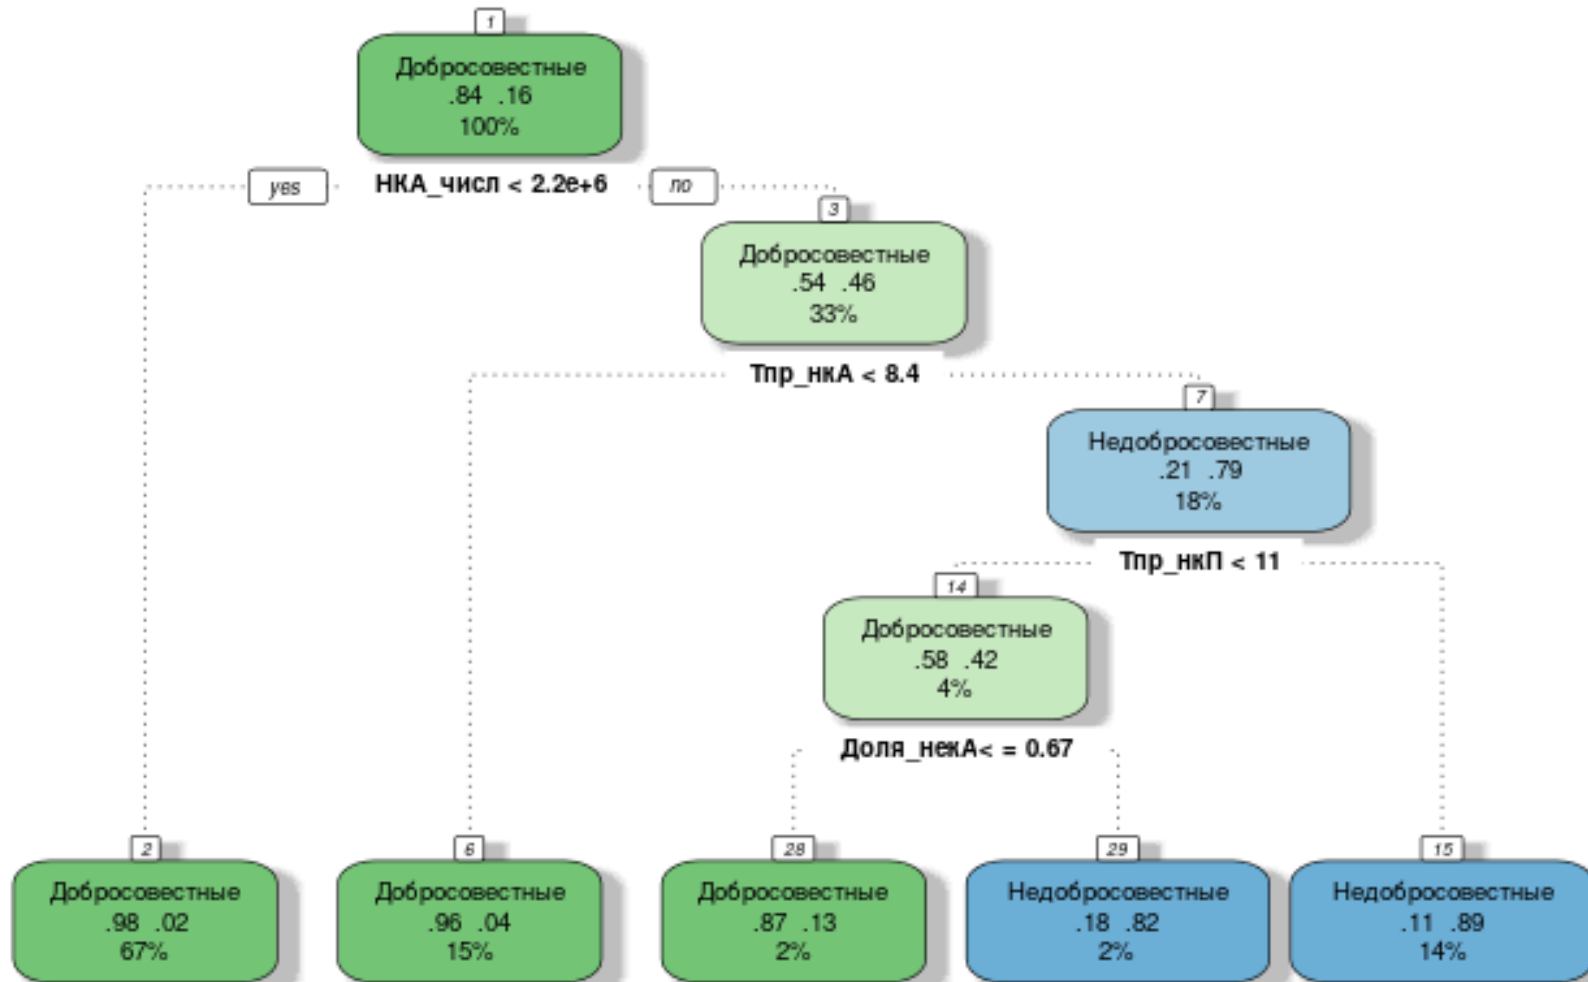 1
Добросовестные
.84 .16
100%
yes
НКА_числ < 2.2e+6
no
3
Добросовестные
.54 .46
33%
Тпр_нкА < 8.4
7
Недобросовестные
.21 .79
18%
Тпр_нкП < 11
14
Добросовестные
.58 .42
4%
Доля_некА< = 0.67
2
Добросовестные
.98 .02
67%
6
Добросовестные
.96 .04
15%
28
Добросовестные
.87 .13
2%
29
Недобросовестные
.18 .82
2%
15
Недобросовестные
.11 .89
14%